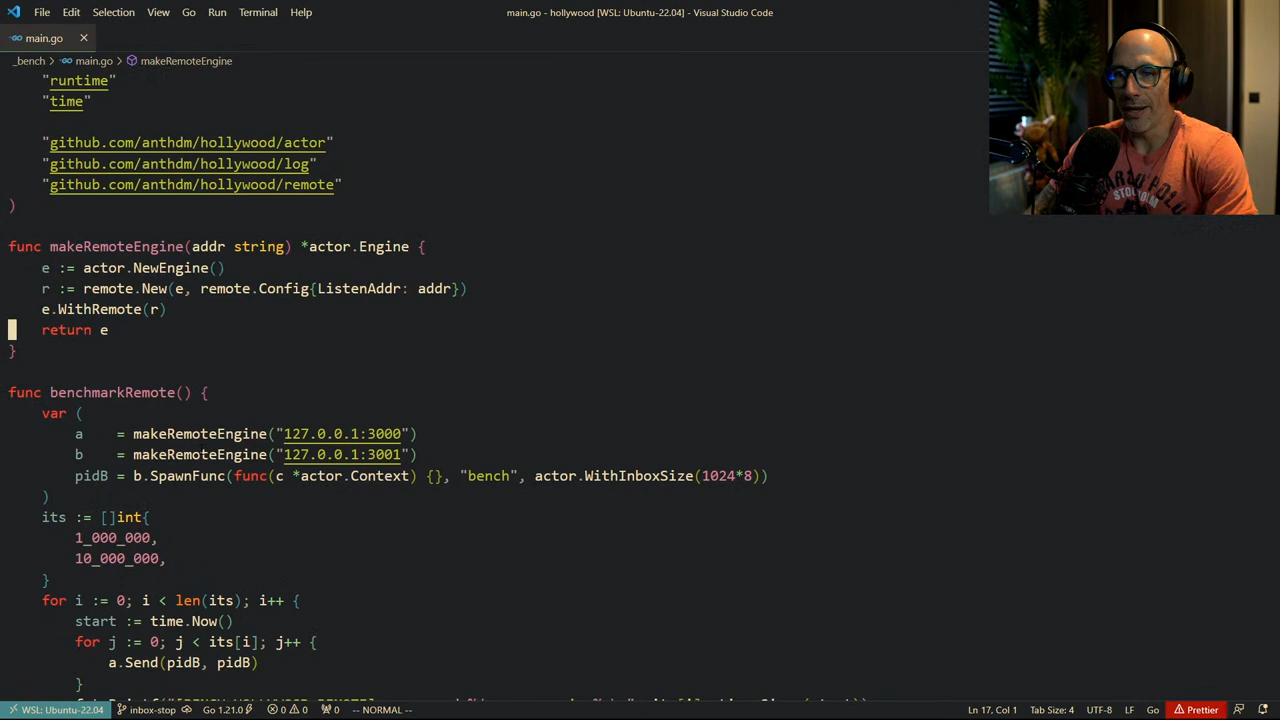 File Edit Selection View Go Run Terminal Help
main.go - hollywood [WSL: Ubuntu-22.04] - Visual Studio Code
main.go
_bench > main.go > makeRemoteEngine
"runtime"
"time"
"github.com/anthdm/hollywood/actor"
"github.com/anthdm/hollywood/log"
"github.com/anthdm/hollywood/remote"
)
func makeRemoteEngine(addr string) *actor.Engine {
e := actor.NewEngine()
r := remote.New(e, remote.Config{ListenAddr: addr})
e.WithRemote(r)
return e
}
func benchmarkRemote() {
var (
a = makeRemoteEngine("127.0.0.1:3000")
b = makeRemoteEngine("127.0.0.1:3001")
pidB = b.SpawnFunc(func(c *actor.Context) {}, "bench", actor.WithInboxSize(1024*8))
)
its := []int{
1_000_000,
10_000_000,
}
for i := 0; i < len(its); i++ {
start := time.Now()
for j := 0; j < its[i]; j++ {
a.Send(pidB, pidB)
}
STOCKHOLM
WSL: Ubuntu-22.04 inbox-stop Go 1.21.0 0 0 0 -- NORMAL -- Ln 17, Col 1 Tab Size: 4 UTF-8 LF Go Prettier